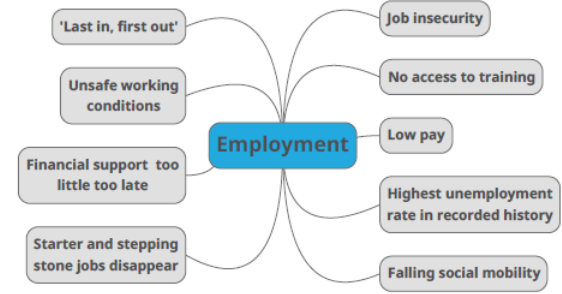 'Last in, first out'
Unsafe working
conditions
Financial support too
little too late
Starter and stepping
stone jobs disappear
Employment
Job insecurity
No access to training
Low pay
Highest unemployment
rate in recorded history
Falling social mobility